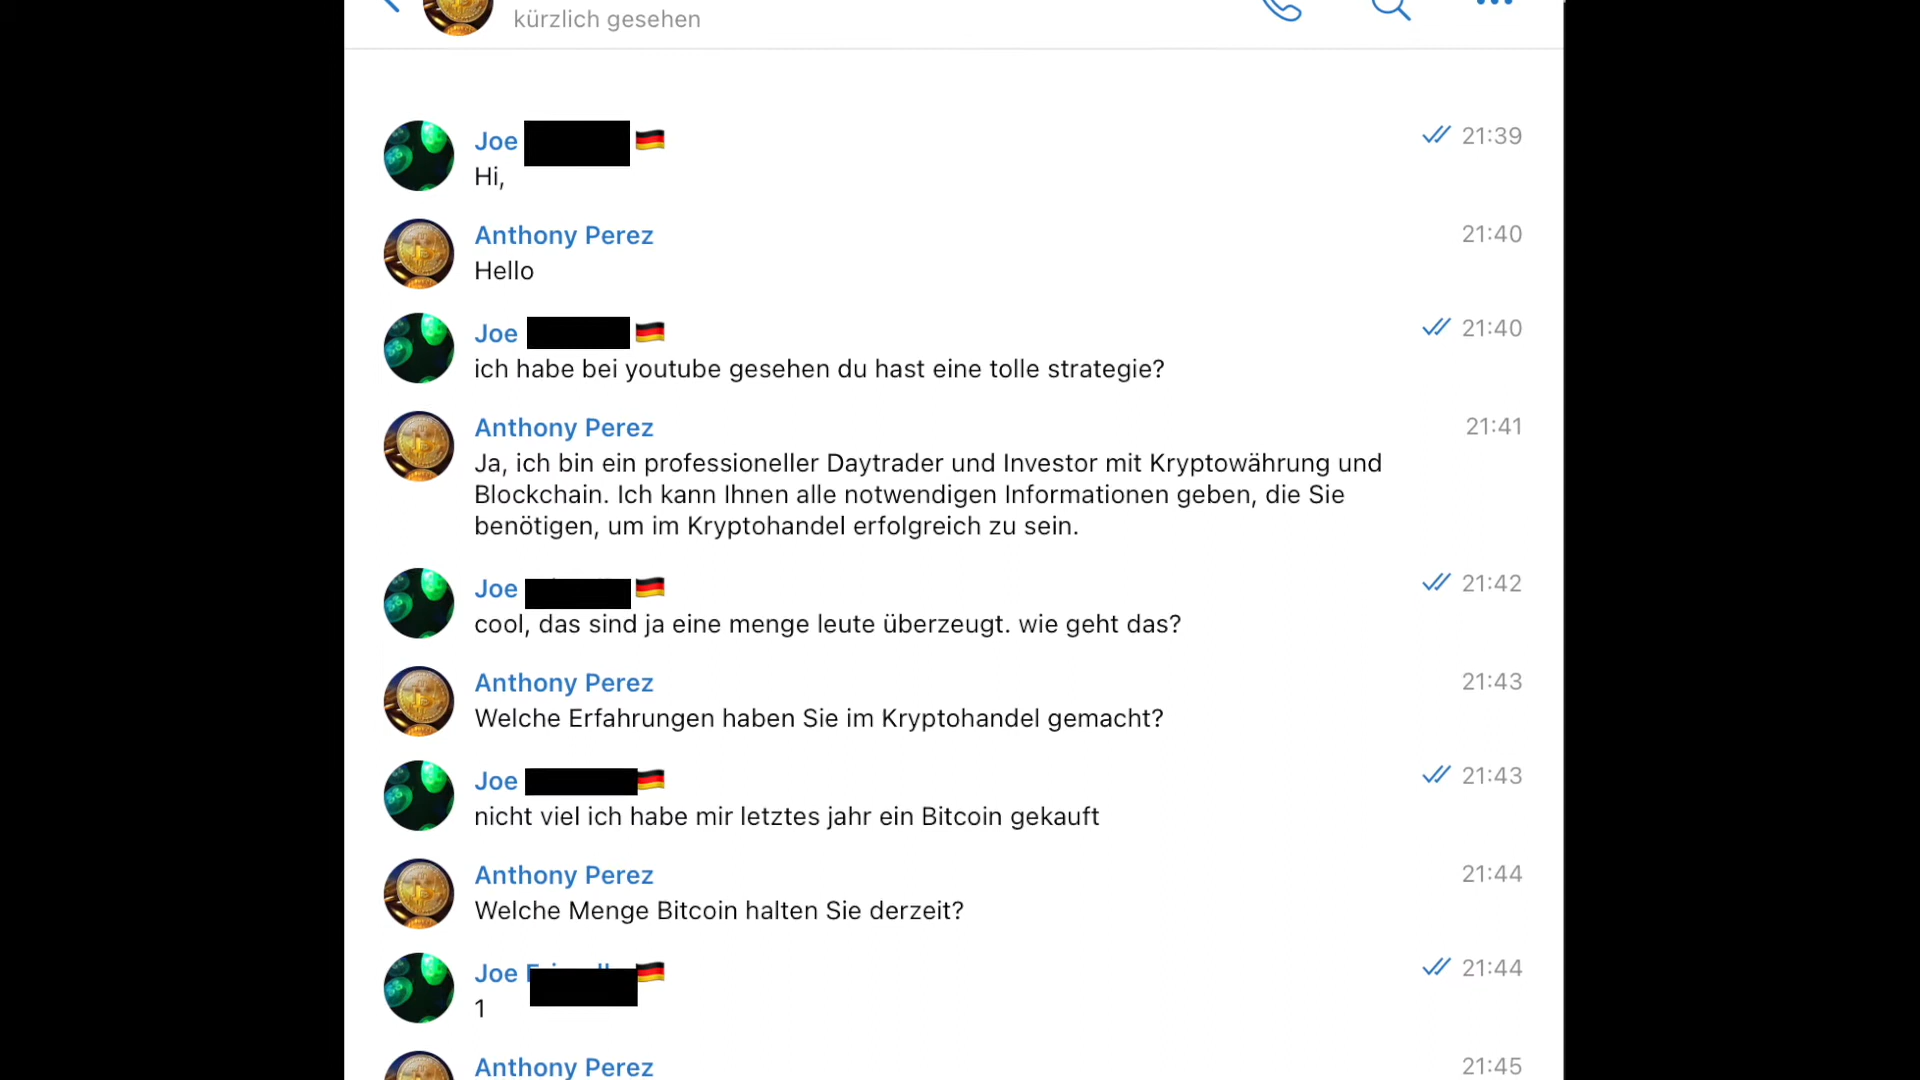 kürzlich gesehen
Joe 21:39
Hi,
Anthony Perez 21:40
Hello
Joe 21:40
ich habe bei youtube gesehen du hast eine tolle strategie?
Anthony Perez 21:41
Ja, ich bin ein professioneller Daytrader und Investor mit Kryptowährung und
Blockchain. Ich kann Ihnen alle notwendigen Informationen geben, die Sie
benötigen, um im Kryptohandel erfolgreich zu sein.
Joe 21:42
cool, das sind ja eine menge leute überzeugt. wie geht das?
Anthony Perez 21:43
Welche Erfahrungen haben Sie im Kryptohandel gemacht?
Joe 21:43
nicht viel ich habe mir letztes jahr ein Bitcoin gekauft
Anthony Perez 21:44
Welche Menge Bitcoin halten Sie derzeit?
Joe 21:44
1
Anthony Perez 21:45